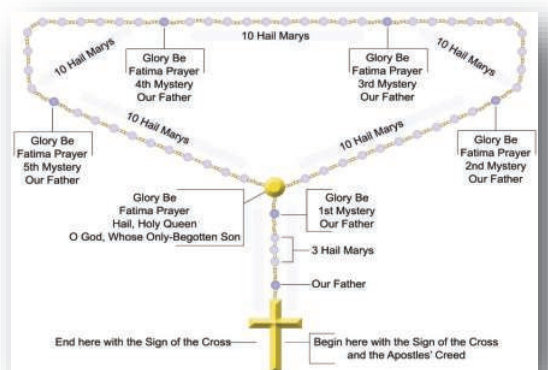 10 Hail Marys
10 Hail Marys
Glory Be
Fatima Prayer
4th Mystery
Our Father
Glory Be
Fatima Prayer
3rd Mystery
Our Father
10 Hail Marys
Glory Be
Fatima Prayer
5th Mystery
Our Father
10 Hail Marys
10 Hail Marys
Glory Be
Fatima Prayer
2nd Mystery
Our Father
Glory Be
Fatima Prayer
Hail, Holy Queen
O God, Whose Only-Begotten Son
Glory Be
1st Mystery
Our Father
3 Hail Marys
Our Father
End here with the Sign of the Cross
Begin here with the Sign of the Cross
and the Apostles' Creed